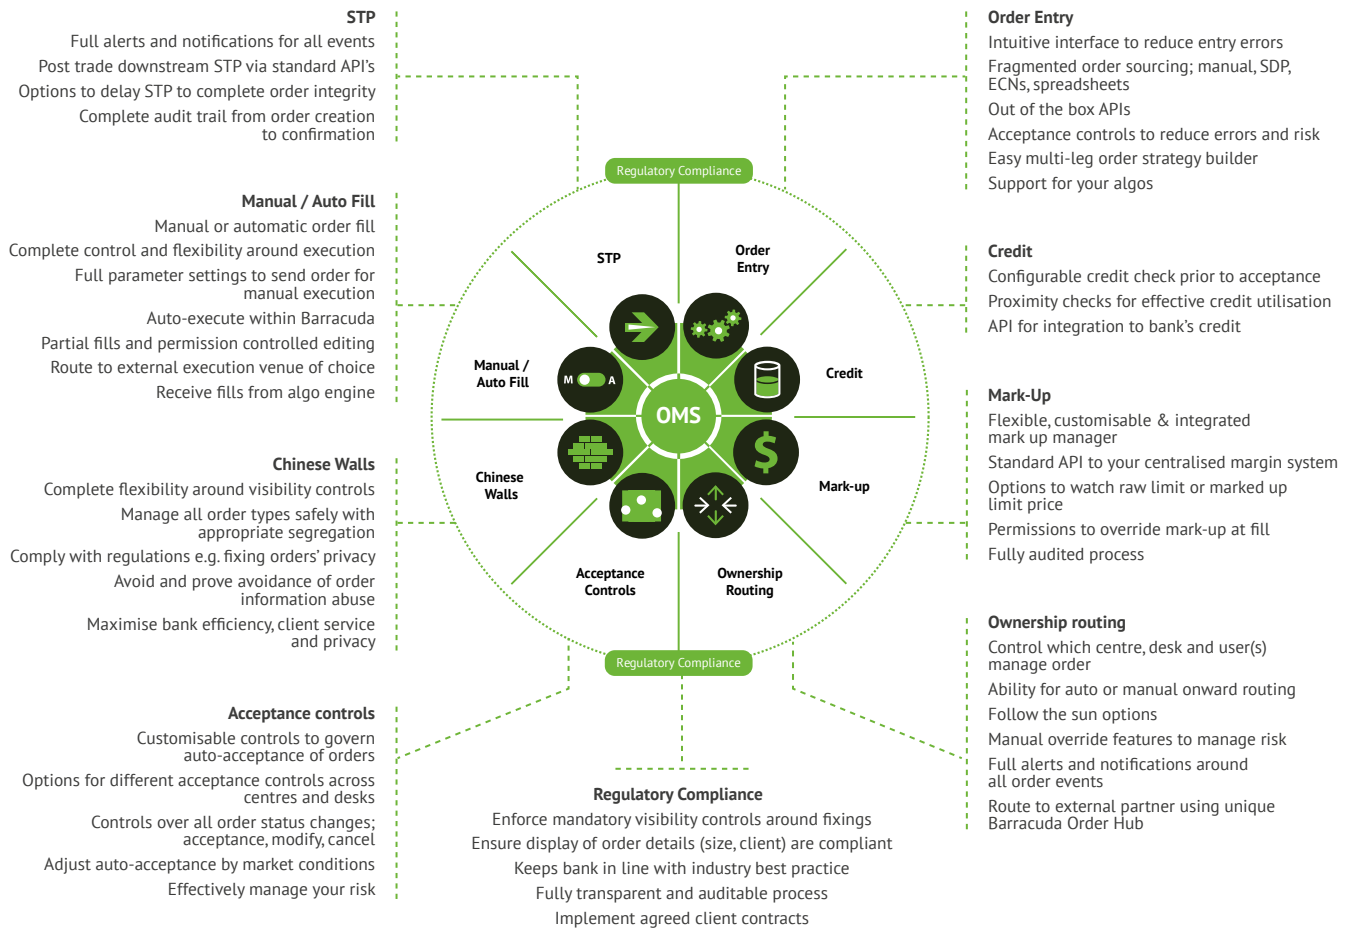 STP
Full alerts and notifications for all events
Post trade downstream STP via standard API's
Options to delay STP to complete order integrity
Complete audit trail from order creation
to confirmation
Manual / Auto Fill
Manual or automatic order fill
Complete control and flexibility around execution
Full parameter settings to send order for
manual execution
Auto-execute within Barracuda
Partial fills and permission controlled editing
Route to external execution venue of choice
Receive fills from algo engine
Chinese Walls
Complete flexibility around visibility controls
Manage all order types safely with
appropriate segregation
Comply with regulations e.g. fixing orders' privacy
Avoid and prove avoidance of order
information abuse
Maximise bank efficiency, client service
and privacy
Acceptance controls
Customisable controls to govern
auto-acceptance of orders
Options for different acceptance controls across
centres and desks
Controls over all order status changes;
acceptance, modify, cancel
Adjust auto-acceptance by market conditions
Effectively manage your risk
Regulatory Compliance
STP
Order
Entry
Manual /
Auto Fill
M
A
Credit
OMS
Chinese
Walls
Mark-up
Acceptance
Controls
Ownership
Routing
Regulatory Compliance
Regulatory Compliance
Enforce mandatory visibility controls around fixings
Ensure display of order details (size, client) are compliant
Keeps bank in line with industry best practice
Fully transparent and auditable process
Implement agreed client contracts
Order Entry
Intuitive interface to reduce entry errors
Fragmented order sourcing; manual, SDP,
ECNs, spreadsheets
Out of the box APIs
Acceptance controls to reduce errors and risk
Easy multi-leg order strategy builder
Support for your algos
Credit
Configurable credit check prior to acceptance
Proximity checks for effective credit utilisation
API for integration to bank's credit
Mark-Up
Flexible, customisable & integrated
mark up manager
Standard API to your centralised margin system
Options to watch raw limit or marked up
limit price
Permissions to override mark-up at fill
Fully audited process
Ownership routing
Control which centre, desk and user(s)
manage order
Ability for auto or manual onward routing
Follow the sun options
Manual override features to manage risk
Full alerts and notifications around
all order events
Route to external partner using unique
Barracuda Order Hub